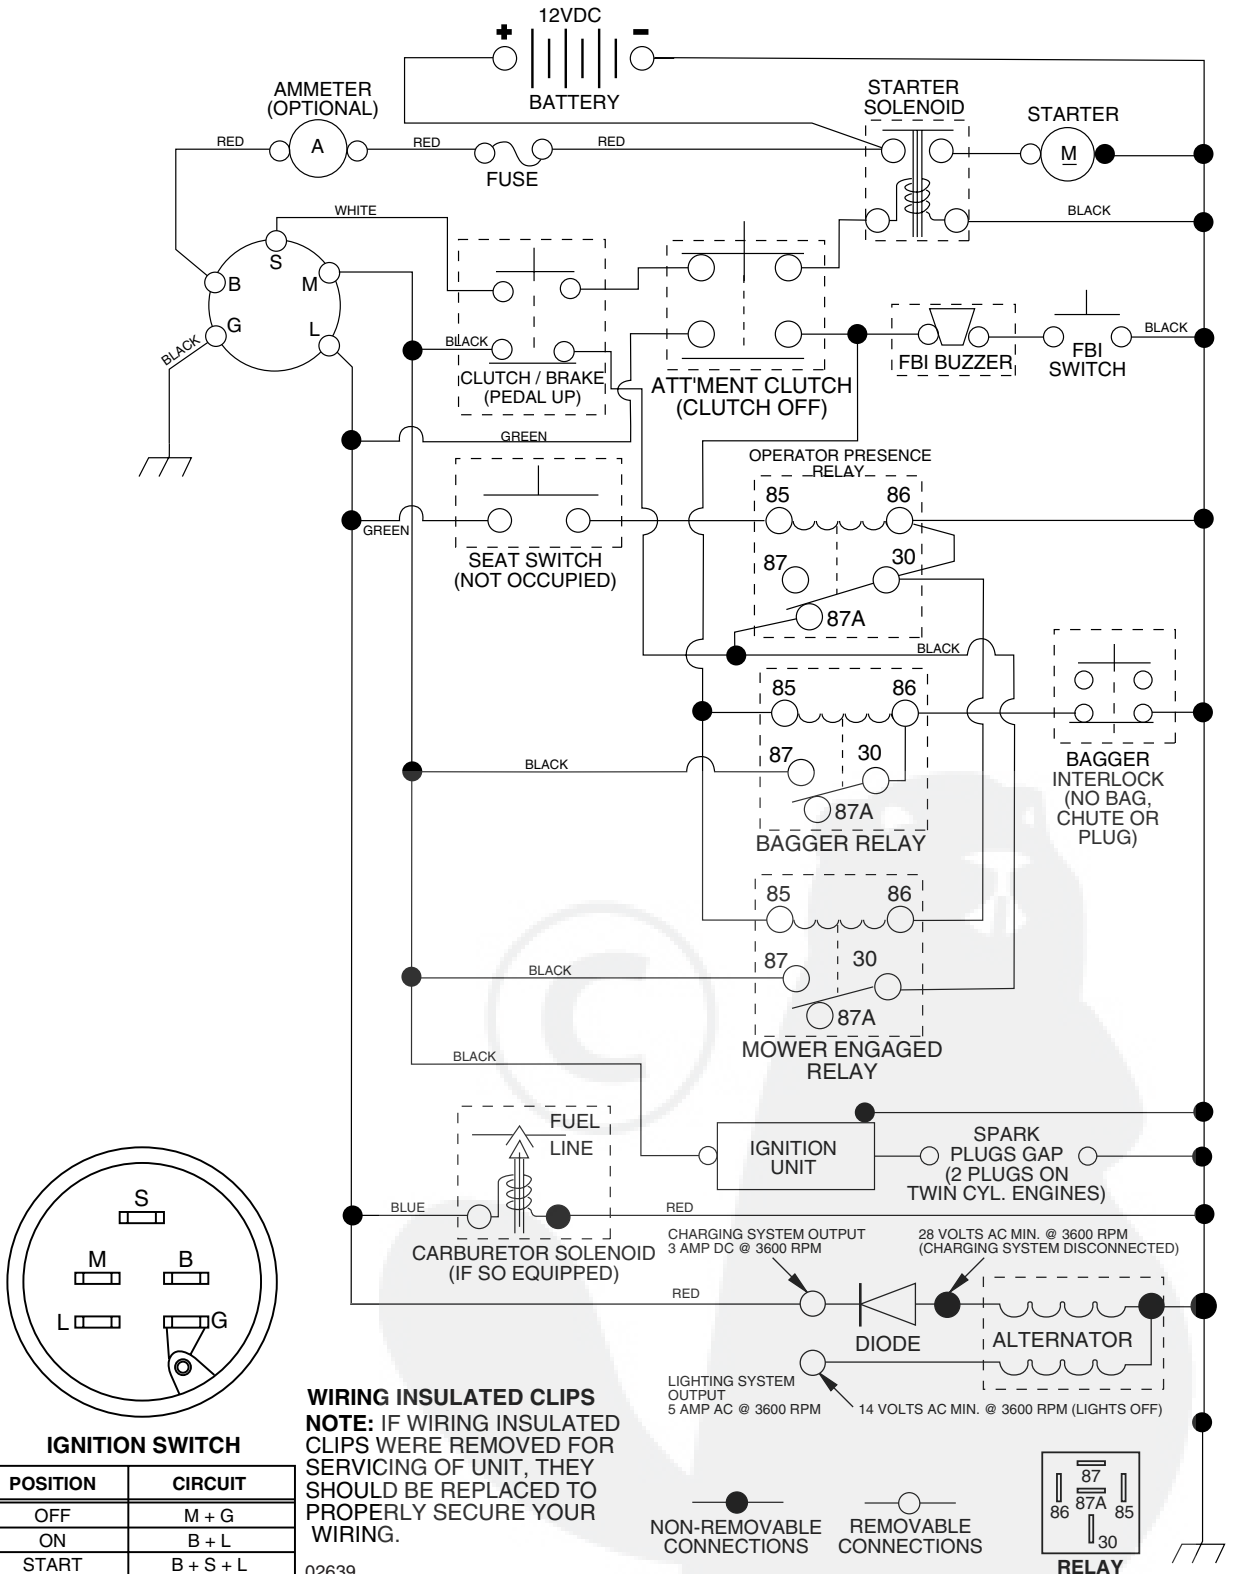 12VDC
+
-
BATTERY
AMMETER
(OPTIONAL)
A
RED
RED
FUSE
RED
STARTER
SOLENOID
STARTER
M
WHITE
BLACK
S
B
M
G
L
BLACK
BLACK
CLUTCH / BRAKE
(PEDAL UP)
ATT'MENT CLUTCH
(CLUTCH OFF)
FBI BUZZER
FBI
SWITCH
BLACK
GREEN
OPERATOR PRESENCE
RELAY
85
86
GREEN
SEAT SWITCH
(NOT OCCUPIED)
87
30
87A
BLACK
85
86
BLACK
87
30
87A
BAGGER RELAY
BAGGER
INTERLOCK
(NO BAG,
CHUTE OR
PLUG)
85
86
BLACK
87
30
87A
MOWER ENGAGED
RELAY
BLACK
FUEL
LINE
IGNITION
UNIT
SPARK
PLUGS GAP
(2 PLUGS ON
TWIN CYL. ENGINES)
BLUE
RED
CARBURETOR SOLENOID
(IF SO EQUIPPED)
CHARGING SYSTEM OUTPUT
3 AMP DC @ 3600 RPM
28 VOLTS AC MIN. @ 3600 RPM
(CHARGING SYSTEM DISCONNECTED)
RED
DIODE
ALTERNATOR
LIGHTING SYSTEM
OUTPUT
5 AMP AC @ 3600 RPM
14 VOLTS AC MIN. @ 3600 RPM (LIGHTS OFF)
S
M
B
L
G
IGNITION SWITCH
POSITION CIRCUIT
OFF M + G
ON B + L
START B + S + L
WIRING INSULATED CLIPS
NOTE: IF WIRING INSULATED
CLIPS WERE REMOVED FOR
SERVICING OF UNIT, THEY
SHOULD BE REPLACED TO
PROPERLY SECURE YOUR
WIRING.
02639
NON-REMOVABLE
CONNECTIONS
REMOVABLE
CONNECTIONS
87
86
87A
85
30
RELAY
©